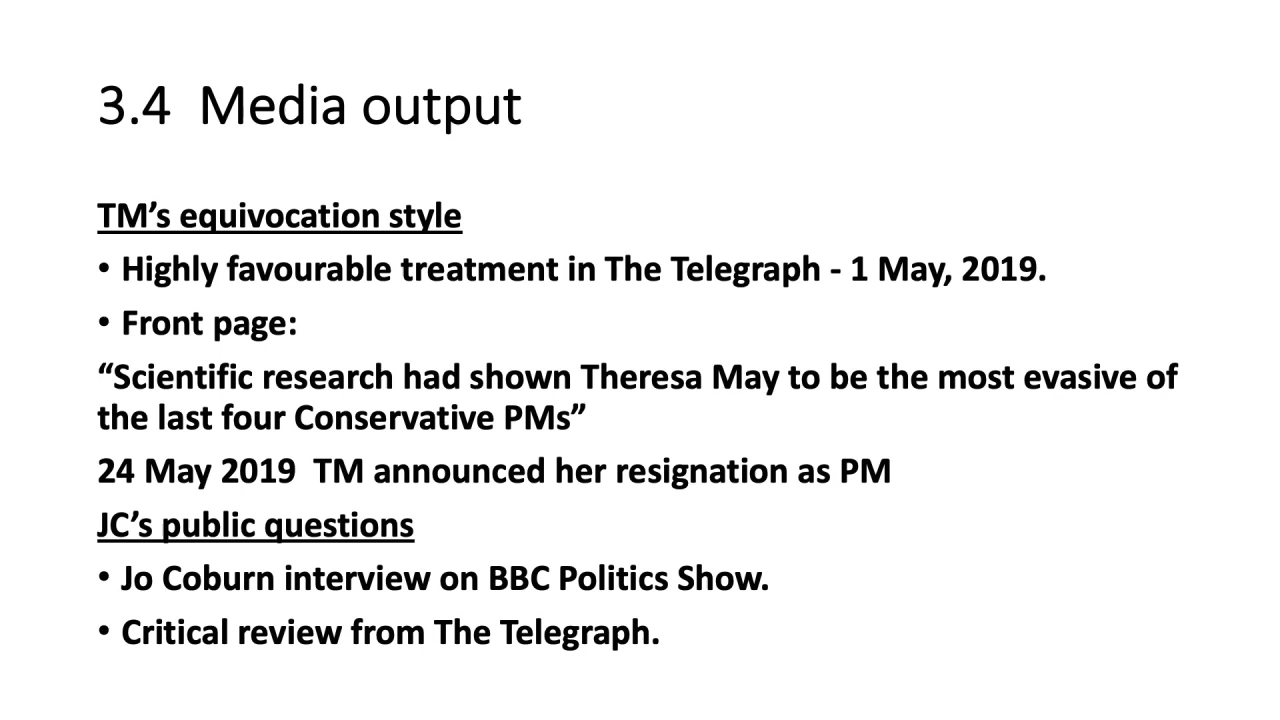 3.4  Media output
TM’s equivocation style
• Highly favourable treatment in The Telegraph - 1 May, 2019.
• Front page:
“Scientific research had shown Theresa May to be the most evasive of
the last four Conservative PMs”
24 May 2019  TM announced her resignation as PM
JC’s public questions
• Jo Coburn interview on BBC Politics Show.
• Critical review from The Telegraph.